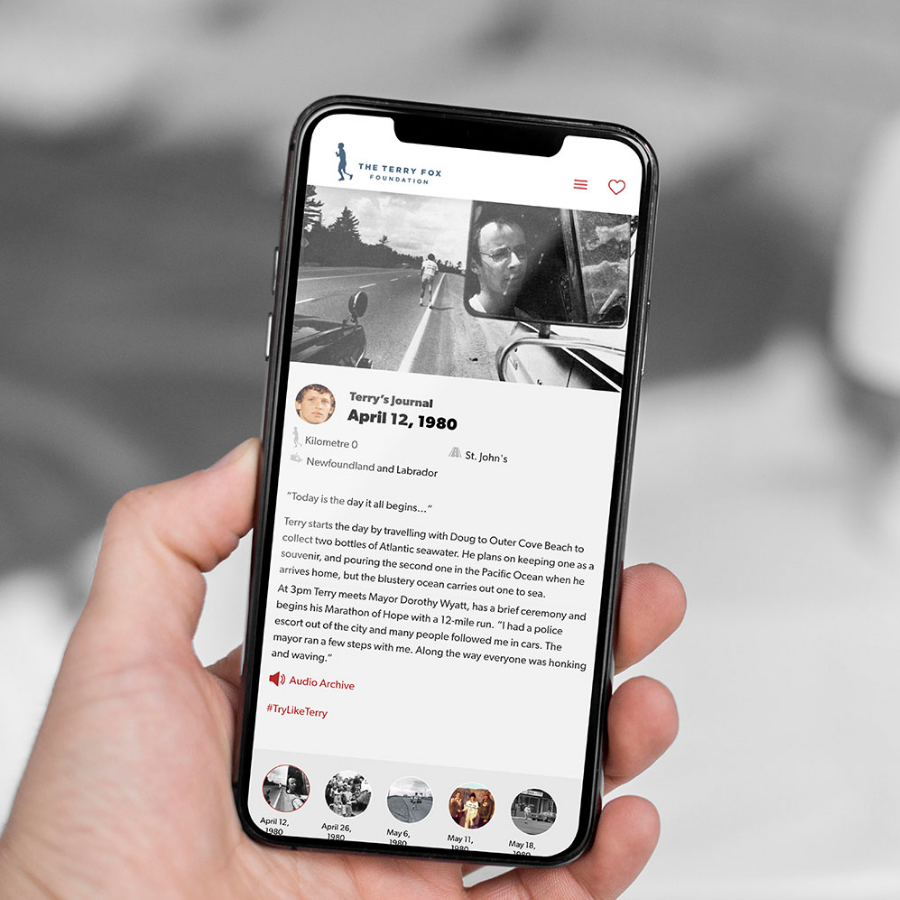 THE TERRY FOX
FOUNDATION
Terry's Journal
April 12, 1980
Kilometre 0
St. John's
Newfoundland and Labrador
"Today is the day it all begins..."
Terry starts the day by travelling with Doug to Outer Cove Beach to
collect two bottles of Atlantic seawater. He plans on keeping one as a
souvenir, and pouring the second one in the Pacific Ocean when he
arrives home, but the blustery ocean carries out one to sea.
At 3pm Terry meets Mayor Dorothy Wyatt, has a brief ceremony and
begins his Marathon of Hope with a 12-mile run. "I had a police
escort out of the city and many people followed me in cars. The
mayor ran a few steps with me. Along the way everyone was honking
and waving."
Audio Archive
#TryLikeTerry
April 12,
1980
April 26,
1980
May 6,
1980
May 11,
1980
May 18,
1980